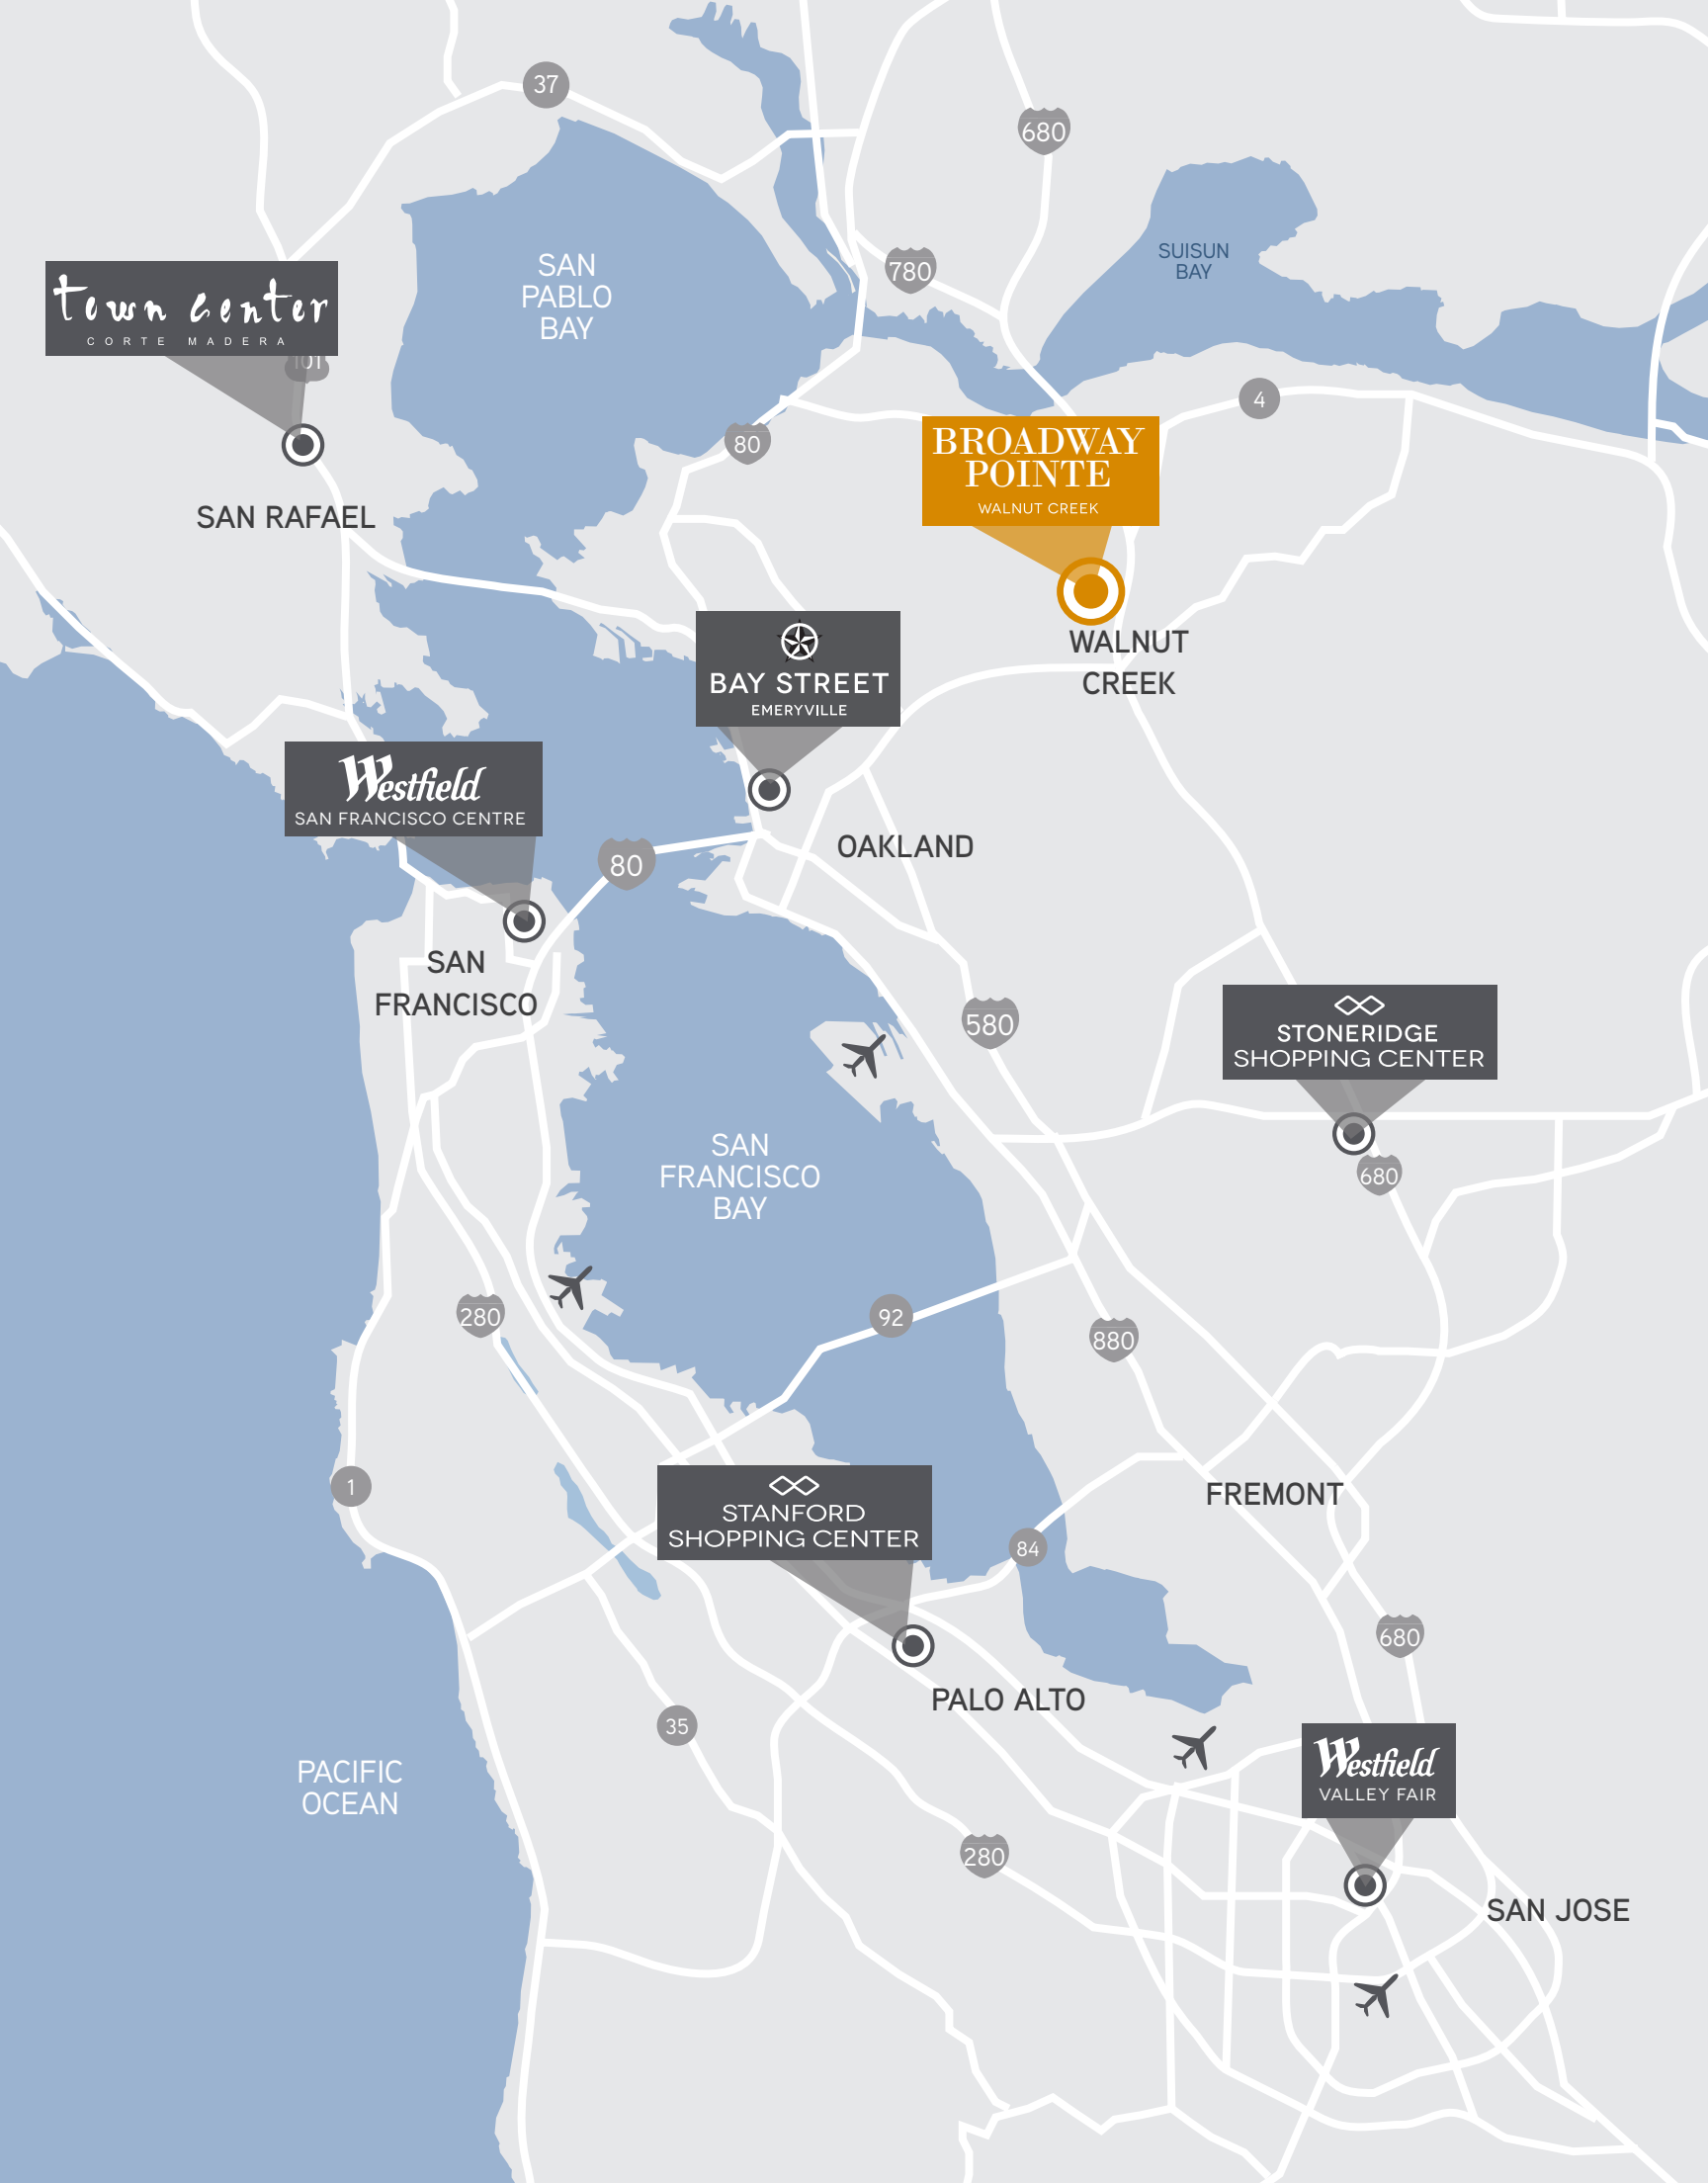 37
680
SUISUN
BAY
780
SAN
PABLO
BAY
town center
CORTE MADERA
101
4
80
BROADWAY
POINTE
WALNUT CREEK
SAN RAFAEL
WALNUT
CREEK
BAY STREET
EMERYVILLE
Westfield
SAN FRANCISCO CENTRE
80
OAKLAND
SAN
FRANCISCO
580
STONERIDGE
SHOPPING CENTER
680
SAN
FRANCISCO
BAY
280
92
880
1
STANFORD
SHOPPING CENTER
FREMONT
84
680
PALO ALTO
35
PACIFIC
OCEAN
Westfield
VALLEY FAIR
280
SAN JOSE